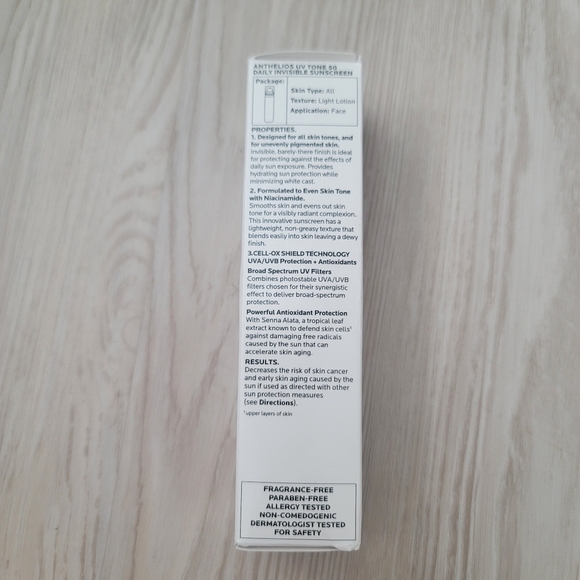 ANTHELIOS UV TONE 50
DAILY INVISIBLE SUNSCREEN
Package:
Skin Type: All
Texture: Light Lotion
Application: Face
PROPERTIES.
1. Designed for all skin tones, and
for unevenly pigmented skin.
Invisible, barely-there finish is ideal
for protecting against the effects of
daily sun exposure. Provides
hydrating sun protection while
minimizing white cast.
2. Formulated to Even Skin Tone
with Niacinamide.
Smooths skin and evens out skin
tone for a visibly radiant complexion.
This innovative sunscreen has a
lightweight, non-greasy texture that
blends easily into skin leaving a dewy
finish.
3.CELL-OX SHIELD TECHNOLOGY
UVA/UVB Protection + Antioxidants
Broad Spectrum UV Filters
Combines photostable UVA/UVB
filters chosen for their synergistic
effect to deliver broad-spectrum
protection.
Powerful Antioxidant Protection
With Senna Alata, a tropical leaf
extract known to defend skin cells¹
against damaging free radicals
caused by the sun that can
accelerate skin aging.
RESULTS.
Decreases the risk of skin cancer
and early skin aging caused by the
sun if used as directed with other
sun protection measures
(see Directions).
¹upper layers of skin
FRAGRANCE-FREE
PARABEN-FREE
ALLERGY TESTED
NON-COMEDOGENIC
DERMATOLOGIST TESTED
FOR SAFETY